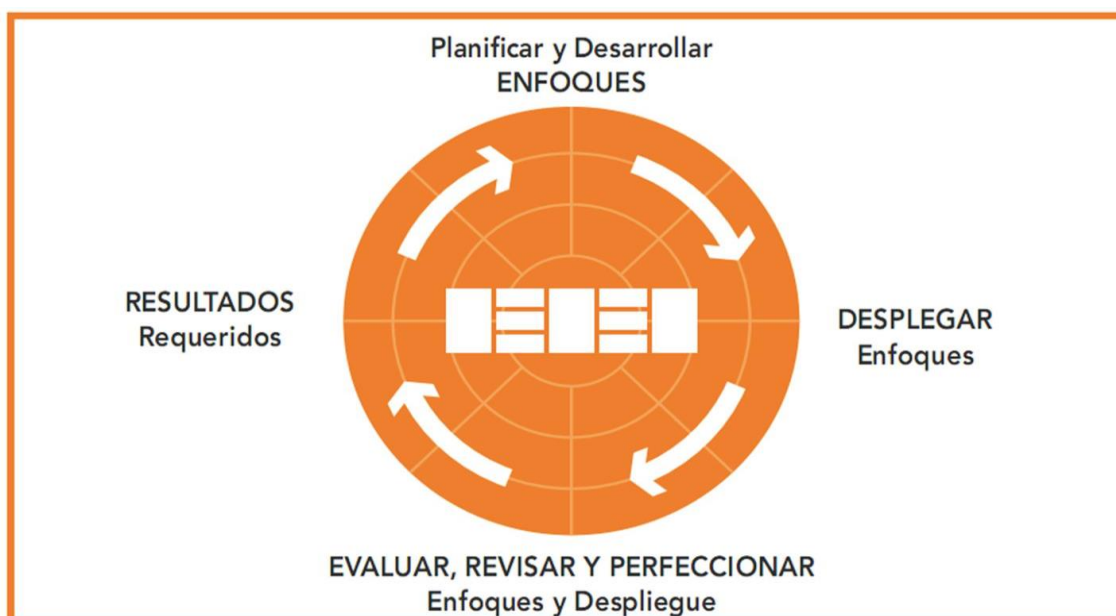 Planificar y Desarrollar
ENFOQUES
RESULTADOS
Requeridos
DESPLEGAR
Enfoques
EVALUAR, REVISAR Y PERFECCIONAR
Enfoques y Despliegue